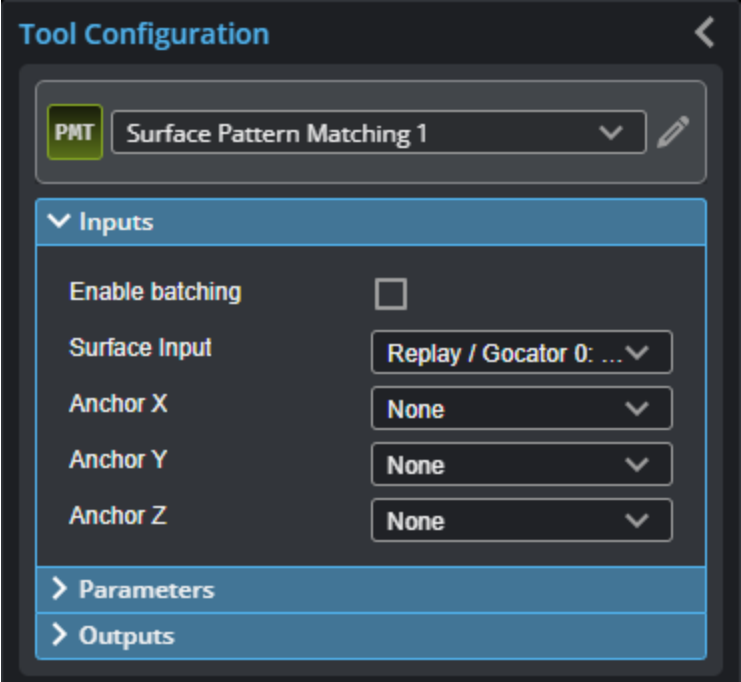 Tool Configuration
PMT Surface Pattern Matching 1
Inputs
Enable batching
Surface Input Replay / Gocator 0: ...
Anchor X None
Anchor Y None
Anchor Z None
Parameters
Outputs